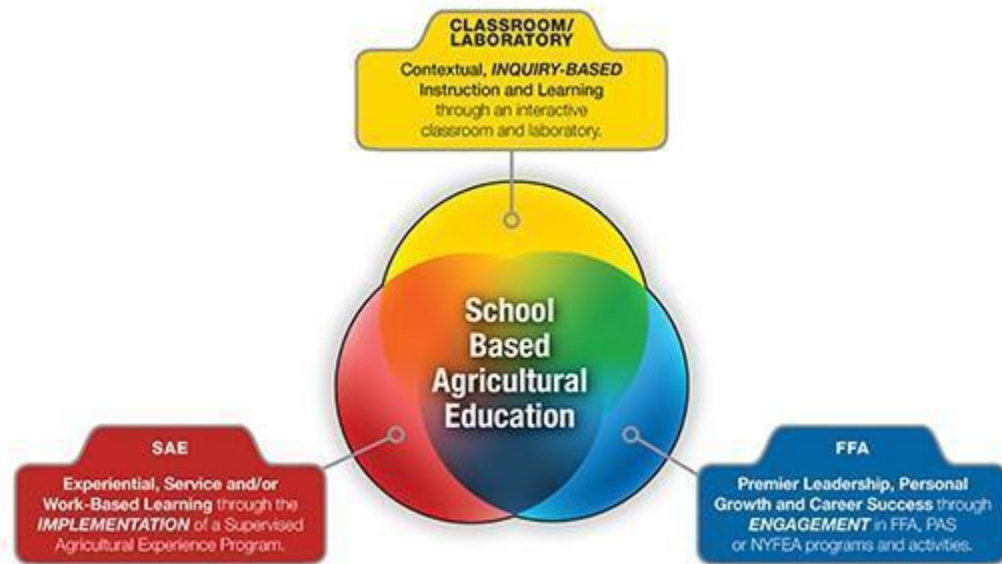 CLASSROOM/
LABORATORY
Contextual, INQUIRY-BASED
Instruction and Learning
through an interactive
classroom and laboratory.
School
Based
Agricultural
Education
SAE
Experiential, Service and/or
Work-Based Learning through the
IMPLEMENTATION of a Supervised
Agricultural Experience Program.
FFA
Premier Leadership, Personal
Growth and Career Success through
ENGAGEMENT in FFA, PAS
or NYFEA programs and activities.